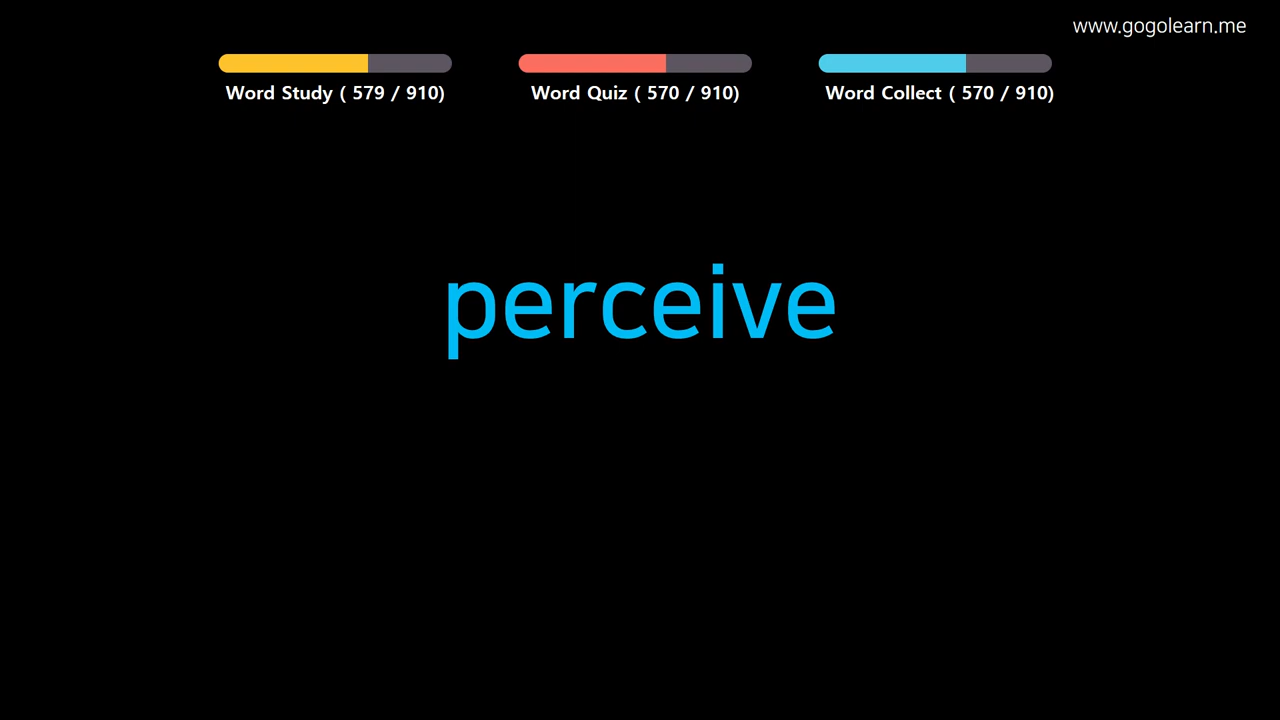 www.gogolearn.me
Word Study ( 579 / 910)
Word Quiz ( 570 / 910)
Word Collect ( 570 / 910)
perceive